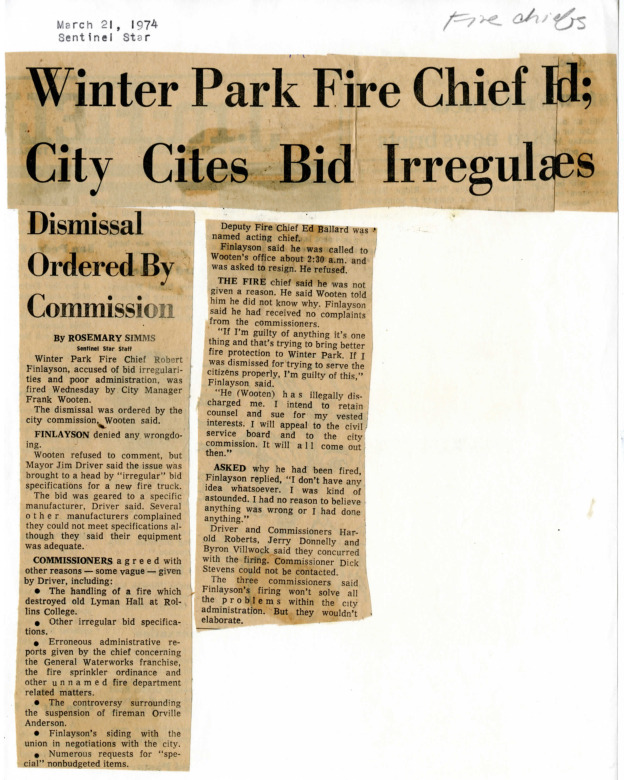 March 21, 1974
Sentinel Star
Fire chiefs
Winter Park Fire Chief Ed;
City Cites Bid Irregulaes
Dismissal
Ordered By
Commission
By ROSEMARY SIMMS
Sentinel Star Staff
Winter Park Fire Chief Robert
Finlayson, accused of bid irregulari-
ties and poor administration, was
fired Wednesday by City Manager
Frank Wooten.
The dismissal was ordered by the
city commission, Wooten said.
FINLAYSON denied any wrongdo-
ing.
Wooten refused to comment, but
Mayor Jim Driver said the issue was
brought to a head by "irregular" bid
specifications for a new fire truck.
The bid was geared to a specific
manufacturer, Driver said. Several
other manufacturers complained
they could not meet specifications al-
though they said their equipment
was adequate.
COMMISSIONERS agreed with
other reasons — some vague — given
by Driver, including:
• The handling of a fire which
destroyed old Lyman Hall at Rol-
lins College.
• Other irregular bid specifica-
tions.
• Erroneous administrative re-
ports given by the chief concerning
the General Waterworks franchise,
the fire sprinkler ordinance and
other unnamed fire department
related matters.
• The controversy surrounding
the suspension of fireman Orville
Anderson.
• Finlayson's siding with the
union in negotiations with the city.
• Numerous requests for "spe-
cial" nonbudgeted items.
Deputy Fire Chief Ed Ballard was
named acting chief.
Finlayson said he was called to
Wooten's office about 2:30 a.m. and
was asked to resign. He refused.
THE FIRE chief said he was not
given a reason. He said Wooten told
him he did not know why. Finlayson
said he had received no complaints
from the commissioners.
"If I'm guilty of anything it's one
thing and that's trying to bring better
fire protection to Winter Park. If I
was dismissed for trying to serve the
citizens properly, I'm guilty of this,"
Finlayson said.
"He (Wooten) has illegally dis-
charged me. I intend to retain
counsel and sue for my vested
interests. I will appeal to the civil
service board and to the city
commission. It will all come out
then."
ASKED why he had been fired,
Finlayson replied, "I don't have any
idea whatsoever. I was kind of
astounded. I had no reason to believe
anything was wrong or I had done
anything."
Driver and Commissioners Har-
old Roberts, Jerry Donnelly and
Byron Villwock said they concurred
with the firing. Commissioner Dick
Stevens could not be contacted.
The three commissioners said
Finlayson's firing won't solve all
the problems within the city
administration. But they wouldn't
elaborate.